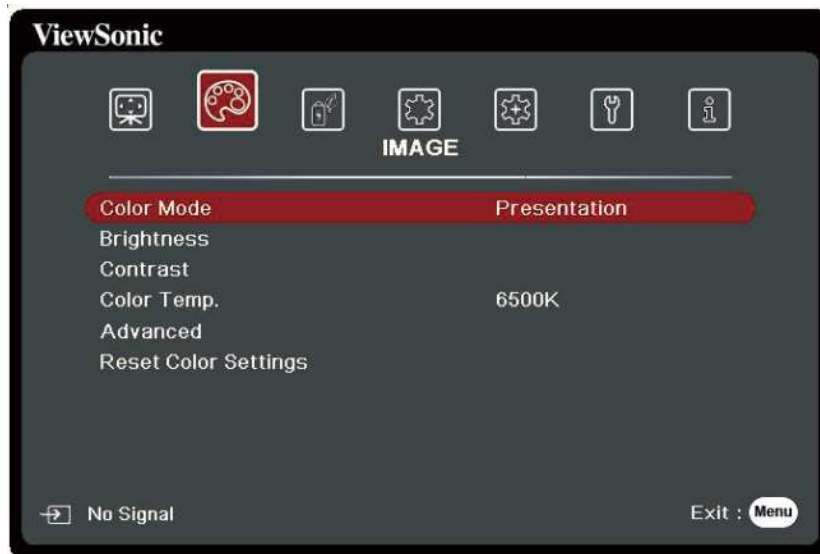 ViewSonic
IMAGE
Color Mode Presentation
Brightness
Contrast
Color Temp. 6500K
Advanced
Reset Color Settings
No Signal Exit : Menu